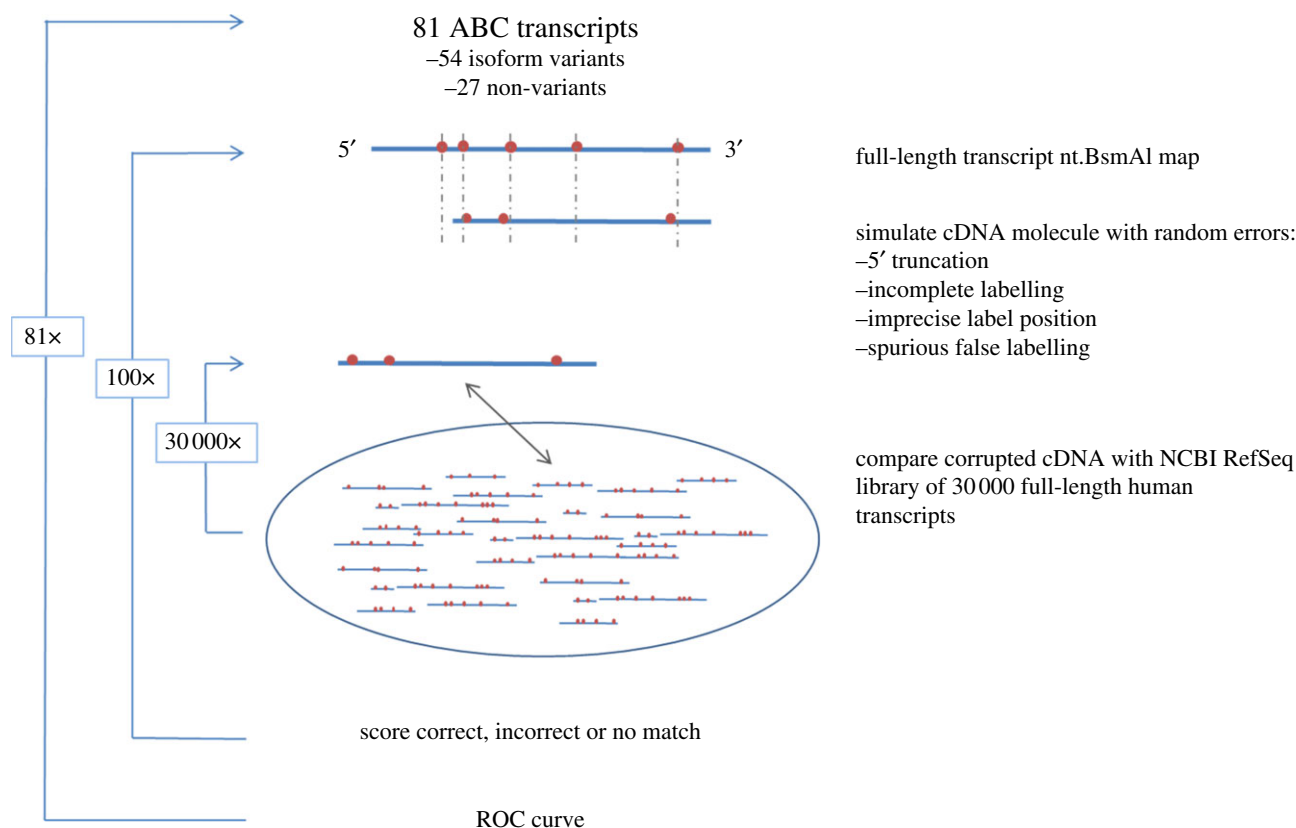 81 ABC transcripts
–54 isoform variants
–27 non-variants
5′
3′
full-length transcript nt.BsmAl map
simulate cDNA molecule with random errors:
–5′ truncation
–incomplete labelling
–imprecise label position
–spurious false labelling
81×
100×
30 000×
compare corrupted cDNA with NCBI RefSeq
library of 30 000 full-length human
transcripts
score correct, incorrect or no match
ROC curve